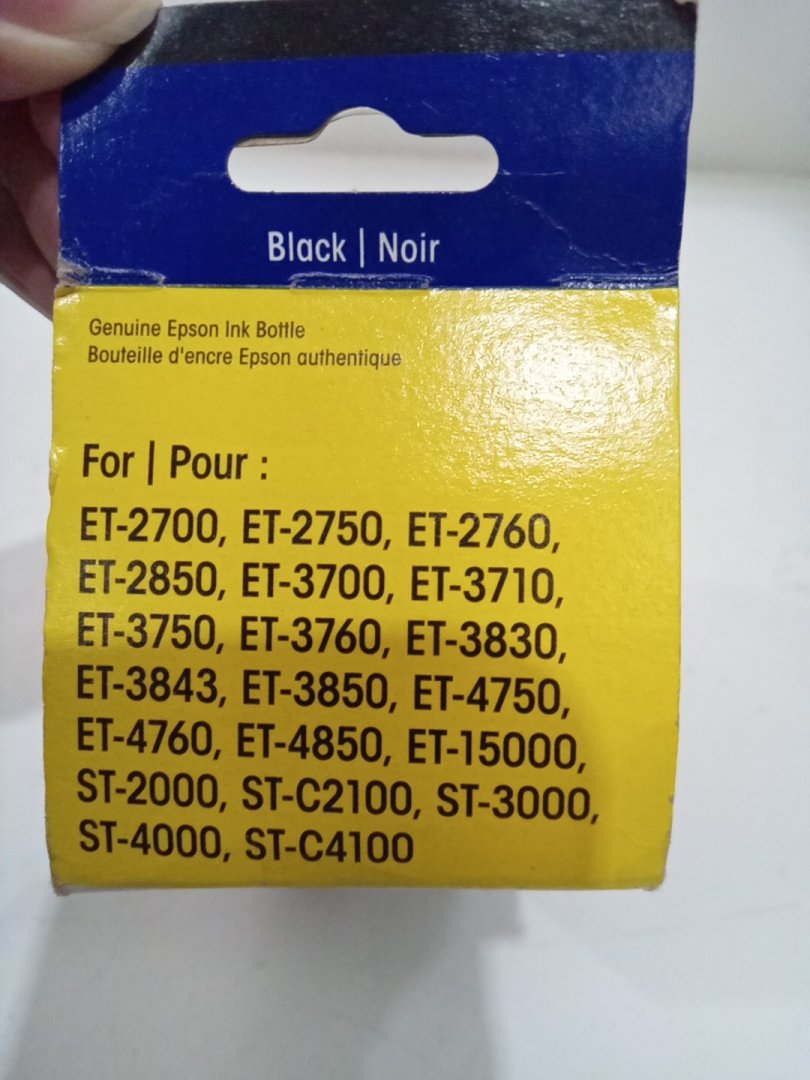 Black | Noir
Genuine Epson Ink Bottle
Bouteille d'encre Epson authentique
For | Pour :
ET-2700, ET-2750, ET-2760,
ET-2850, ET-3700, ET-3710,
ET-3750, ET-3760, ET-3830,
ET-3843, ET-3850, ET-4750,
ET-4760, ET-4850, ET-15000,
ST-2000, ST-C2100, ST-3000,
ST-4000, ST-C4100